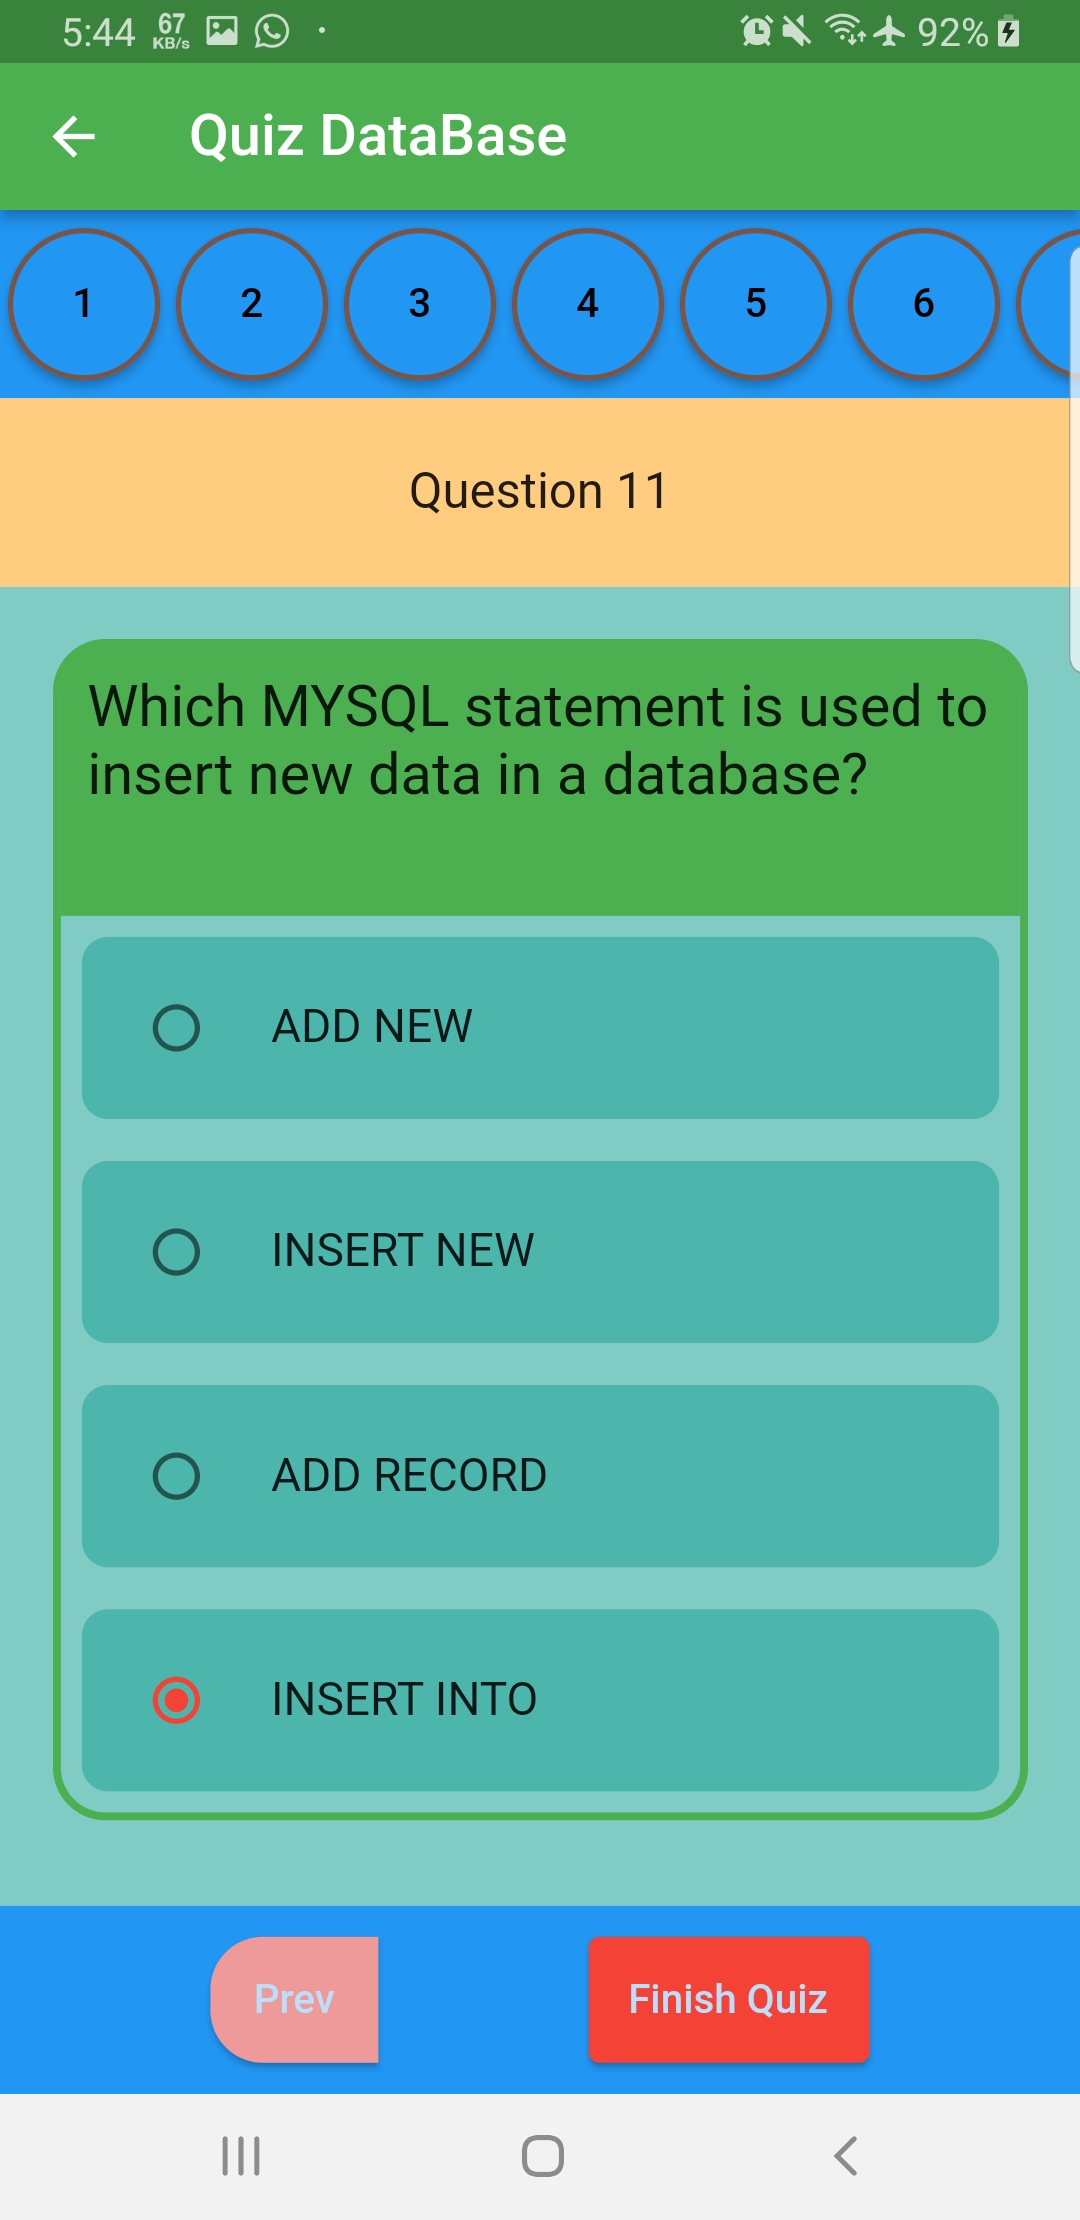 5:44 67 KB/s 92%
Quiz DataBase
1 2 3 4 5 6
Question 11
Which MYSQL statement is used to
insert new data in a database?
ADD NEW
INSERT NEW
ADD RECORD
INSERT INTO
Prev Finish Quiz